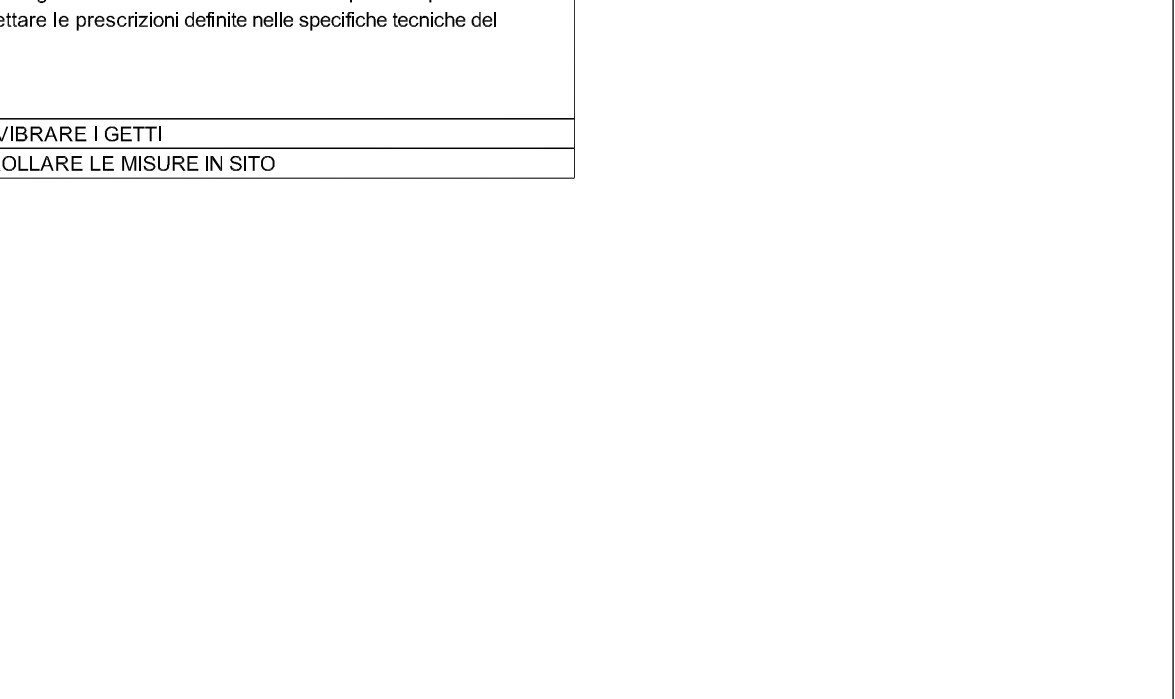 ettare le prescrizioni definite nelle specifiche tecniche del
VIBRARE I GETTI
OLLARE LE MISURE IN SITO